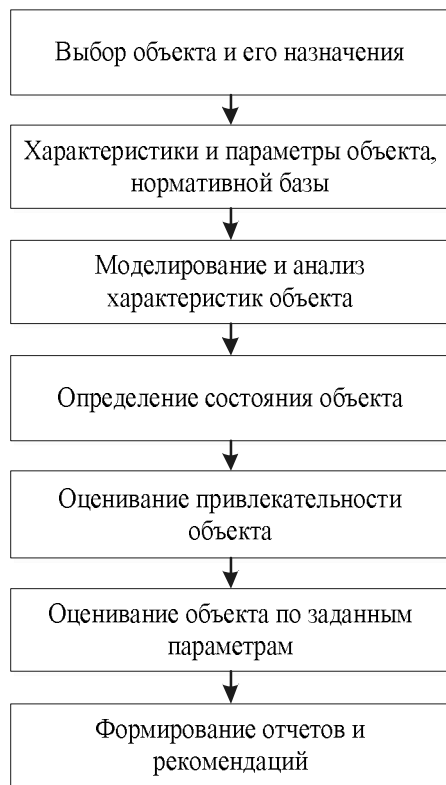 Выбор объекта и его назначения
Характеристики и параметры объекта,
нормативной базы
Моделирование и анализ
характеристик объекта
Определение состояния объекта
Оценивание привлекательности
объекта
Оценивание объекта по заданным
параметрам
Формирование отчетов и
рекомендаций